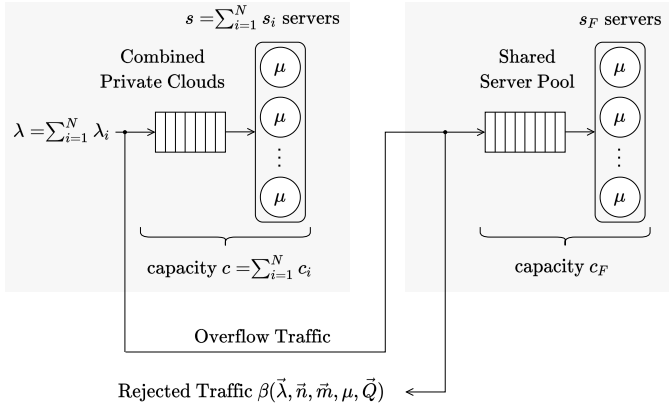 s = ∑_{i=1}^{N} s_i servers
s_F servers
Combined
Private Clouds
Shared
Server Pool
μ
μ
⋮
μ
μ
μ
⋮
μ
λ = ∑_{i=1}^{N} λ_i
capacity c = ∑_{i=1}^{N} c_i
capacity c_F
Overflow Traffic
Rejected Traffic β(λ⃗, n⃗, m⃗, μ, Q⃗)